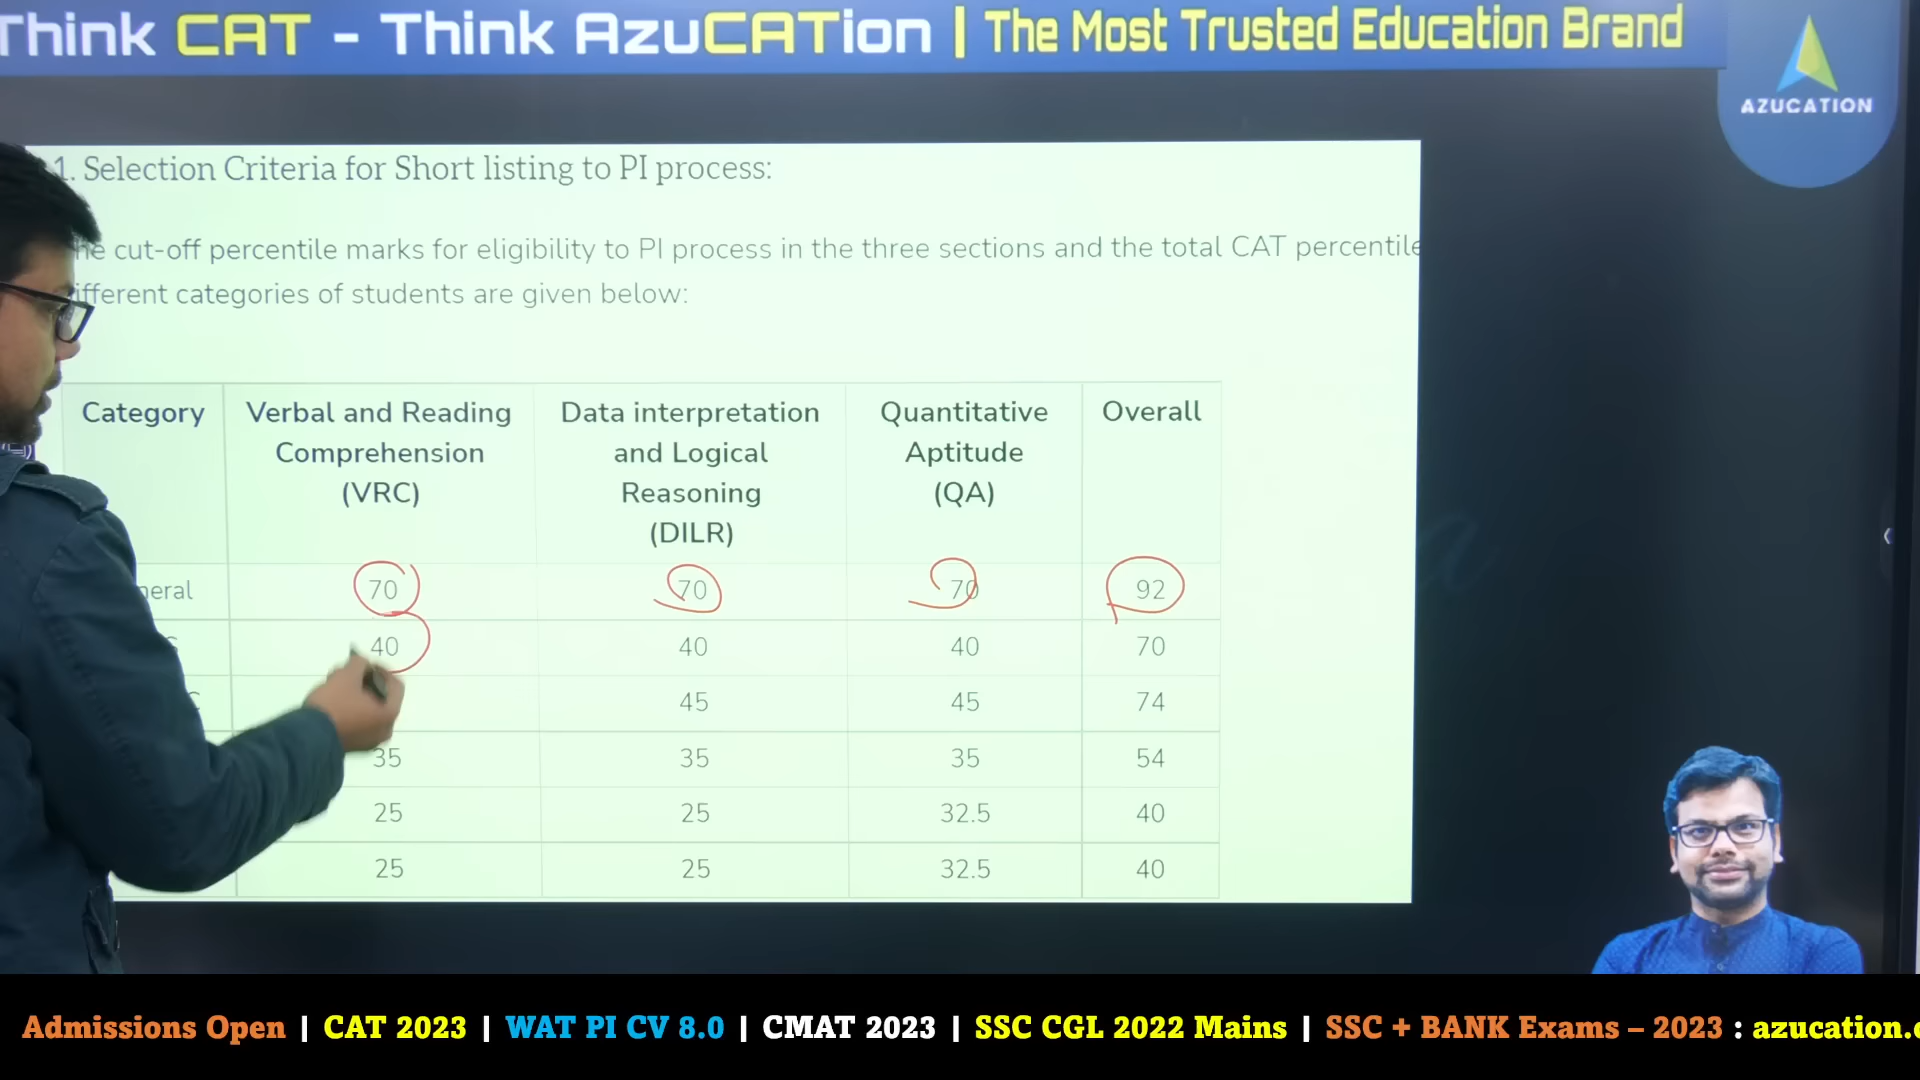 Think CAT - Think AzuCATion | The Most Trusted Education Brand
AZUCATION
1. Selection Criteria for Short listing to PI process:
he cut-off percentile marks for eligibility to PI process in the three sections and the total CAT percentile
ifferent categories of students are given below:
Category Verbal and Reading Comprehension (VRC) Data interpretation and Logical Reasoning (DILR) Quantitative Aptitude (QA) Overall
neral 70 70 70 92
40 40 40 70
45 45 74
35 35 35 54
25 25 32.5 40
25 25 32.5 40
Admissions Open | CAT 2023 | WAT PI CV 8.0 | CMAT 2023 | SSC CGL 2022 Mains | SSC + BANK Exams – 2023 : azucation.c